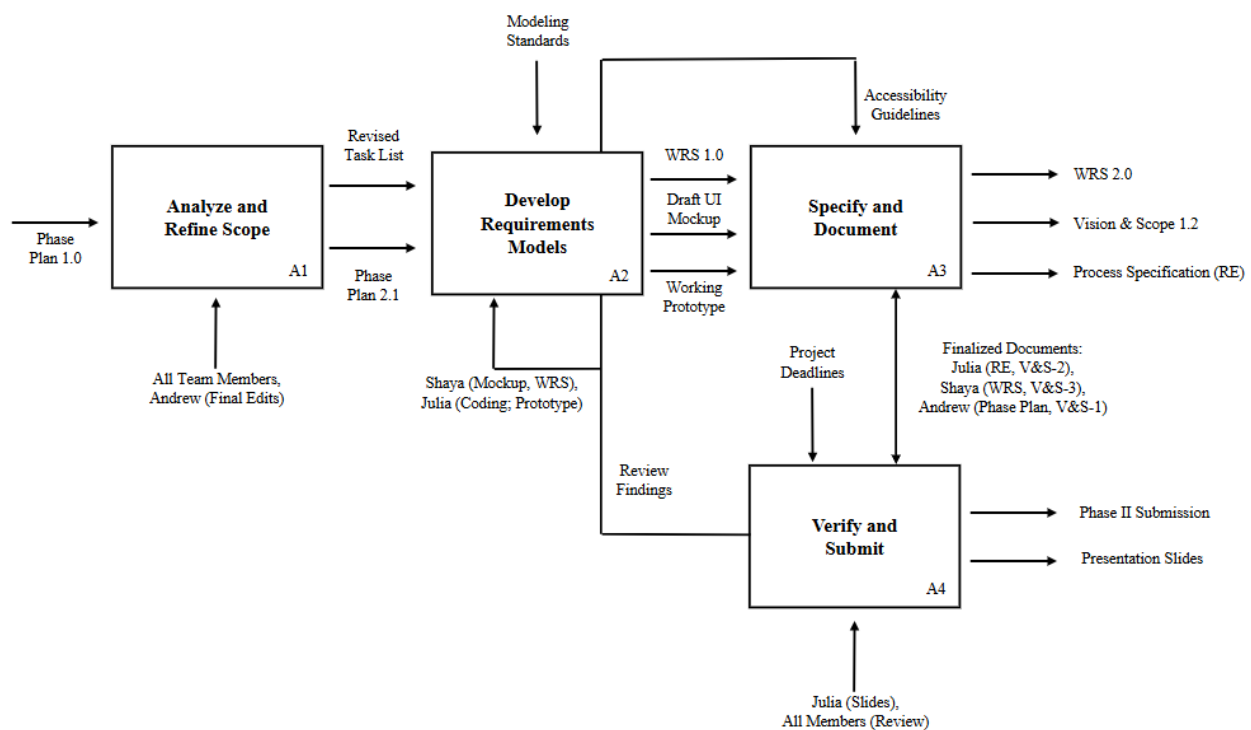 Modeling
Standards
Accessibility
Guidelines
Revised
Task List
WRS 1.0
Draft UI
Mockup
Working
Prototype
Phase
Plan 1.0
Analyze and
Refine Scope
A1
Phase
Plan 2.1
Develop
Requirements
Models
A2
Specify and
Document
A3
WRS 2.0
Vision & Scope 1.2
Process Specification (RE)
All Team Members,
Andrew (Final Edits)
Shaya (Mockup, WRS),
Julia (Coding; Prototype)
Project
Deadlines
Finalized Documents:
Julia (RE, V&S-2),
Shaya (WRS, V&S-3),
Andrew (Phase Plan, V&S-1)
Review
Findings
Verify and
Submit
A4
Phase II Submission
Presentation Slides
Julia (Slides),
All Members (Review)